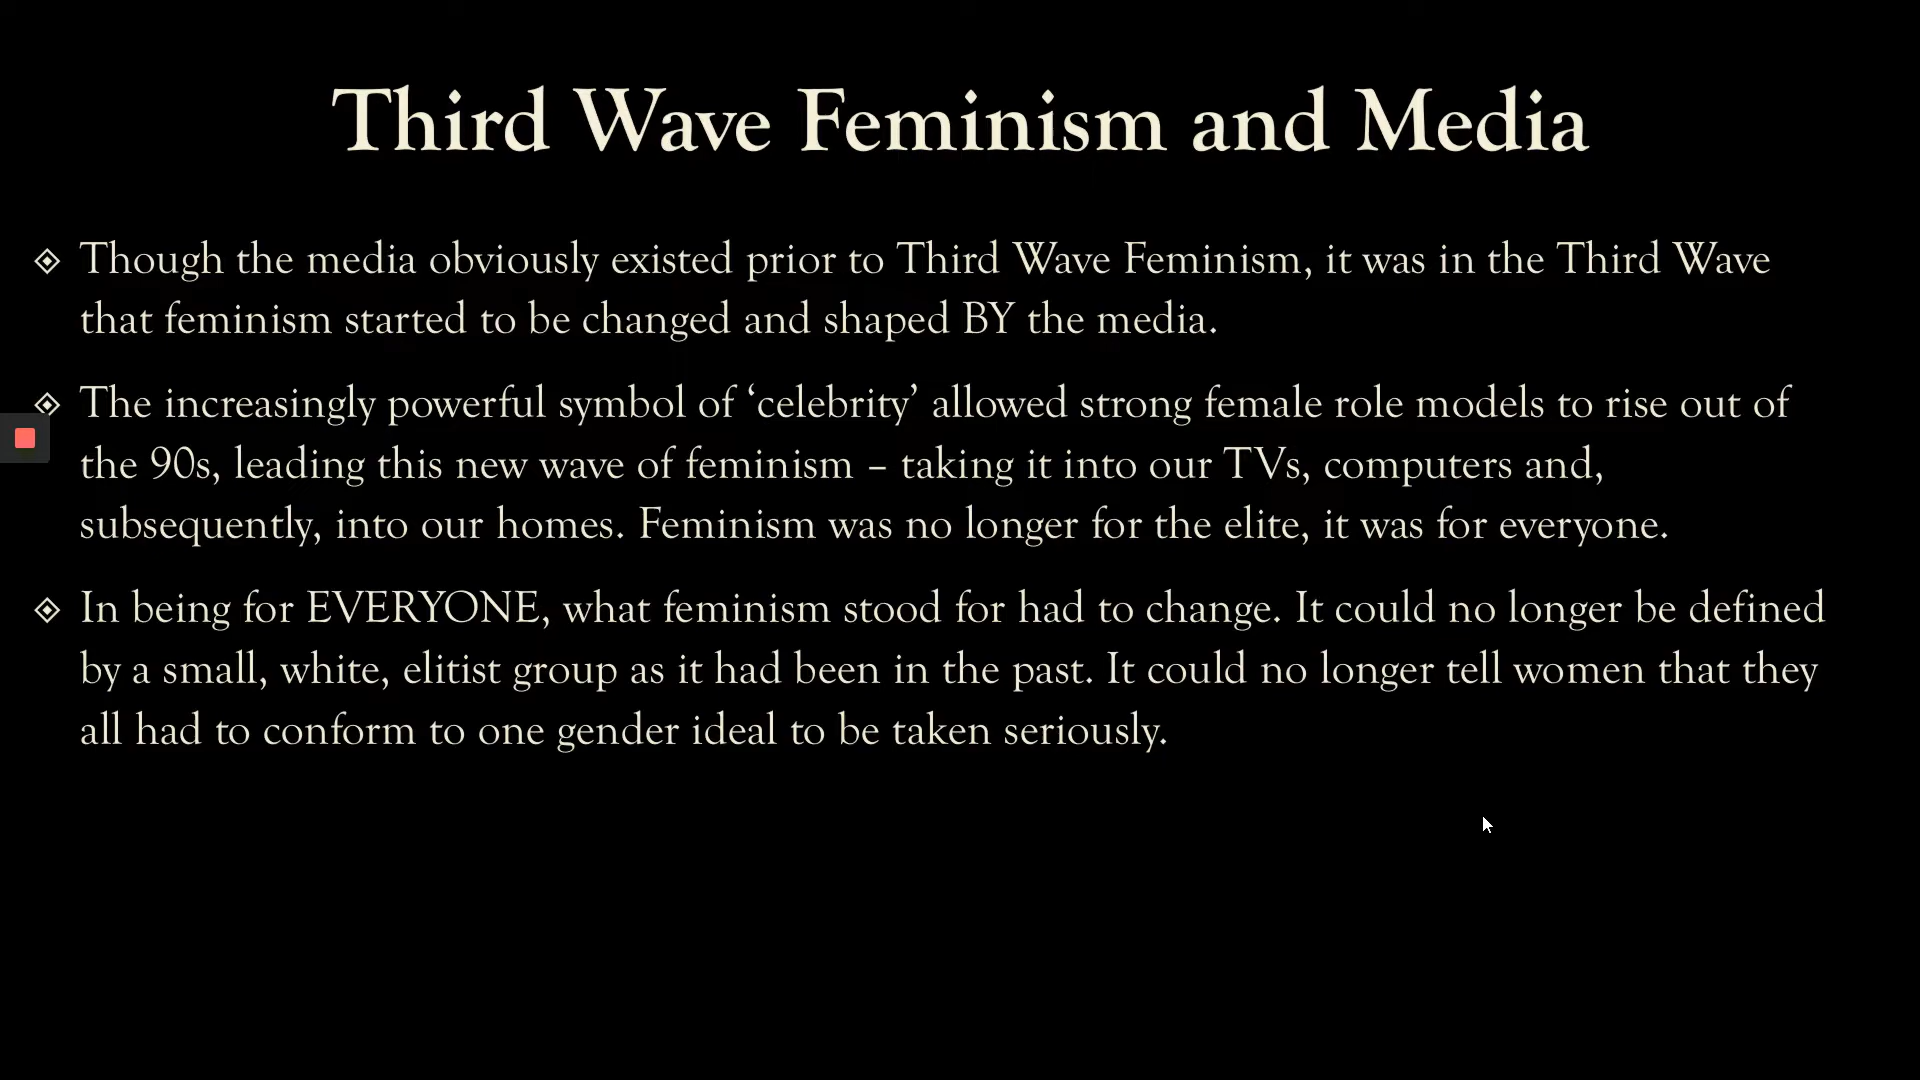 Third Wave Feminism and Media
Though the media obviously existed prior to Third Wave Feminism, it was in the Third Wave
that feminism started to be changed and shaped BY the media.
The increasingly powerful symbol of ‘celebrity’ allowed strong female role models to rise out of
the 90s, leading this new wave of feminism – taking it into our TVs, computers and,
subsequently, into our homes. Feminism was no longer for the elite, it was for everyone.
In being for EVERYONE, what feminism stood for had to change. It could no longer be defined
by a small, white, elitist group as it had been in the past. It could no longer tell women that they
all had to conform to one gender ideal to be taken seriously.